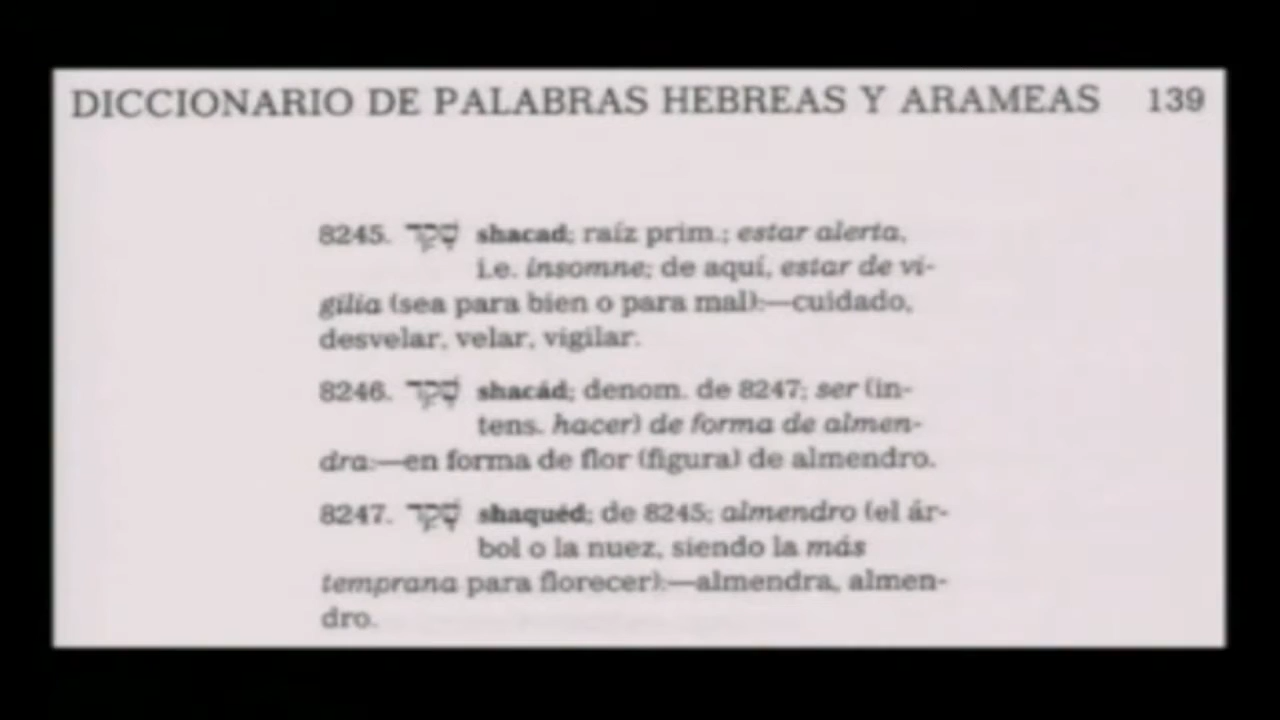 DICCIONARIO DE PALABRAS HEBREAS Y ARAMEAS 139
8245. shacad; raíz prim.; estar alerta,
i.e. insomne; de aquí, estar de vi-
gilia (sea para bien o para mal):—cuidado,
desvelar, velar, vigilar.
8246. shacád; denom. de 8247; ser (in-
tens. hacer) de forma de almen-
dra:—en forma de flor (figura) de almendro.
8247. shaquéd; de 8245; almendro (el ár-
bol o la nuez, siendo la más
temprana para florecer):—almendra, almen-
dro.